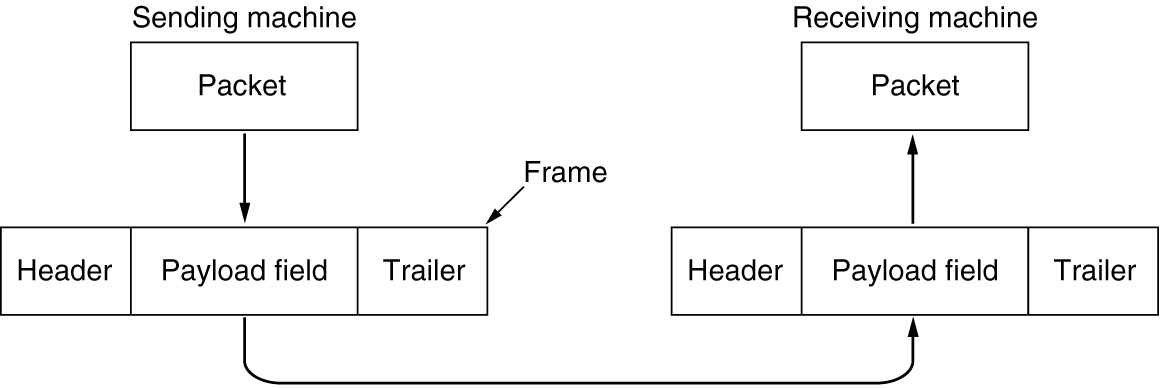 Sending machine
Receiving machine
Packet
Packet
Frame
Header
Payload field
Trailer
Header
Payload field
Trailer